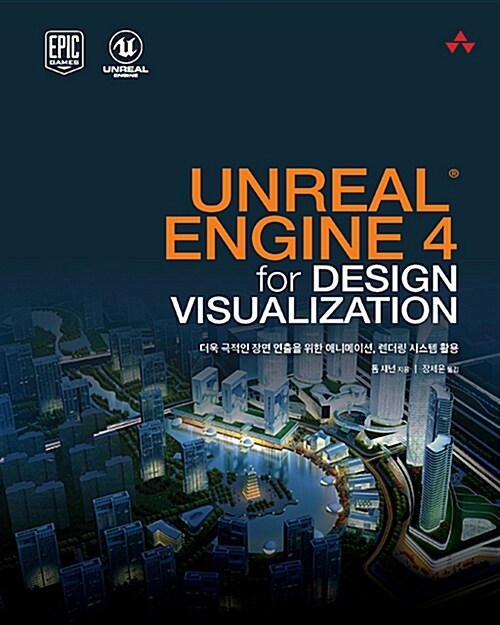 EPIC
GAMES
UNREAL
ENGINE
UNREAL®
ENGINE 4
for DESIGN
VISUALIZATION
더욱 극적인 장면 연출을 위한 애니메이션, 렌더링 시스템 활용
톰 섀넌 지음 | 장세윤 옮김